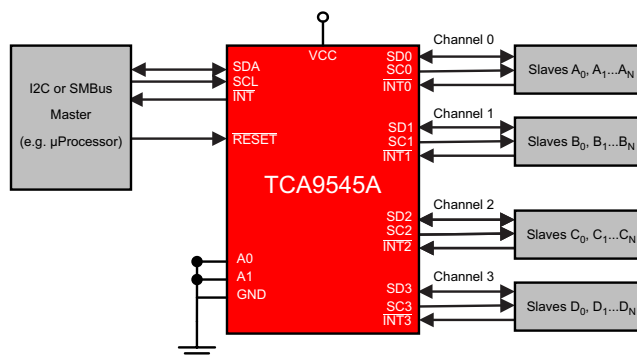 VCC
I2C or SMBus
Master
(e.g. µProcessor)
SDA
SCL
INT
RESET
TCA9545A
A0
A1
GND
Channel 0
SD0
SC0
INT0
Slaves A0, A1...AN
Channel 1
SD1
SC1
INT1
Slaves B0, B1...BN
Channel 2
SD2
SC2
INT2
Slaves C0, C1...CN
Channel 3
SD3
SC3
INT3
Slaves D0, D1...DN